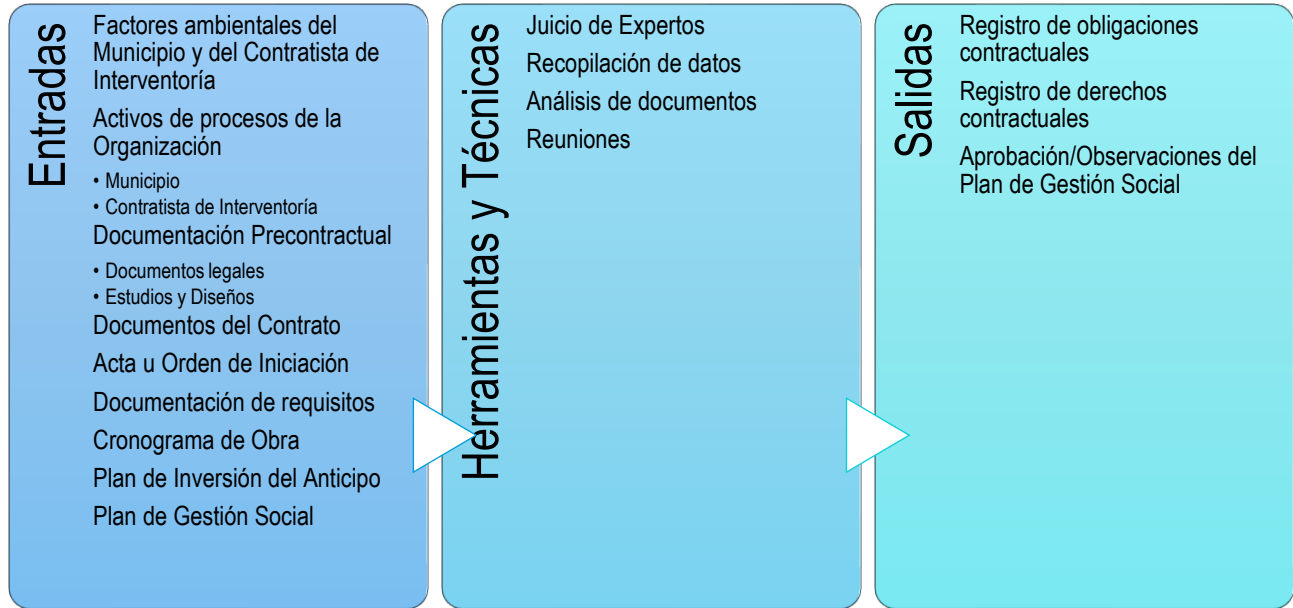 Entradas
Factores ambientales del
Municipio y del Contratista de
Interventoría
Activos de procesos de la
Organización
• Municipio
• Contratista de Interventoría
Documentación Precontractual
• Documentos legales
• Estudios y Diseños
Documentos del Contrato
Acta u Orden de Iniciación
Documentación de requisitos
Cronograma de Obra
Plan de Inversión del Anticipo
Plan de Gestión Social
Herramientas y Técnicas
Juicio de Expertos
Recopilación de datos
Análisis de documentos
Reuniones
Salidas
Registro de obligaciones
contractuales
Registro de derechos
contractuales
Aprobación/Observaciones del
Plan de Gestión Social